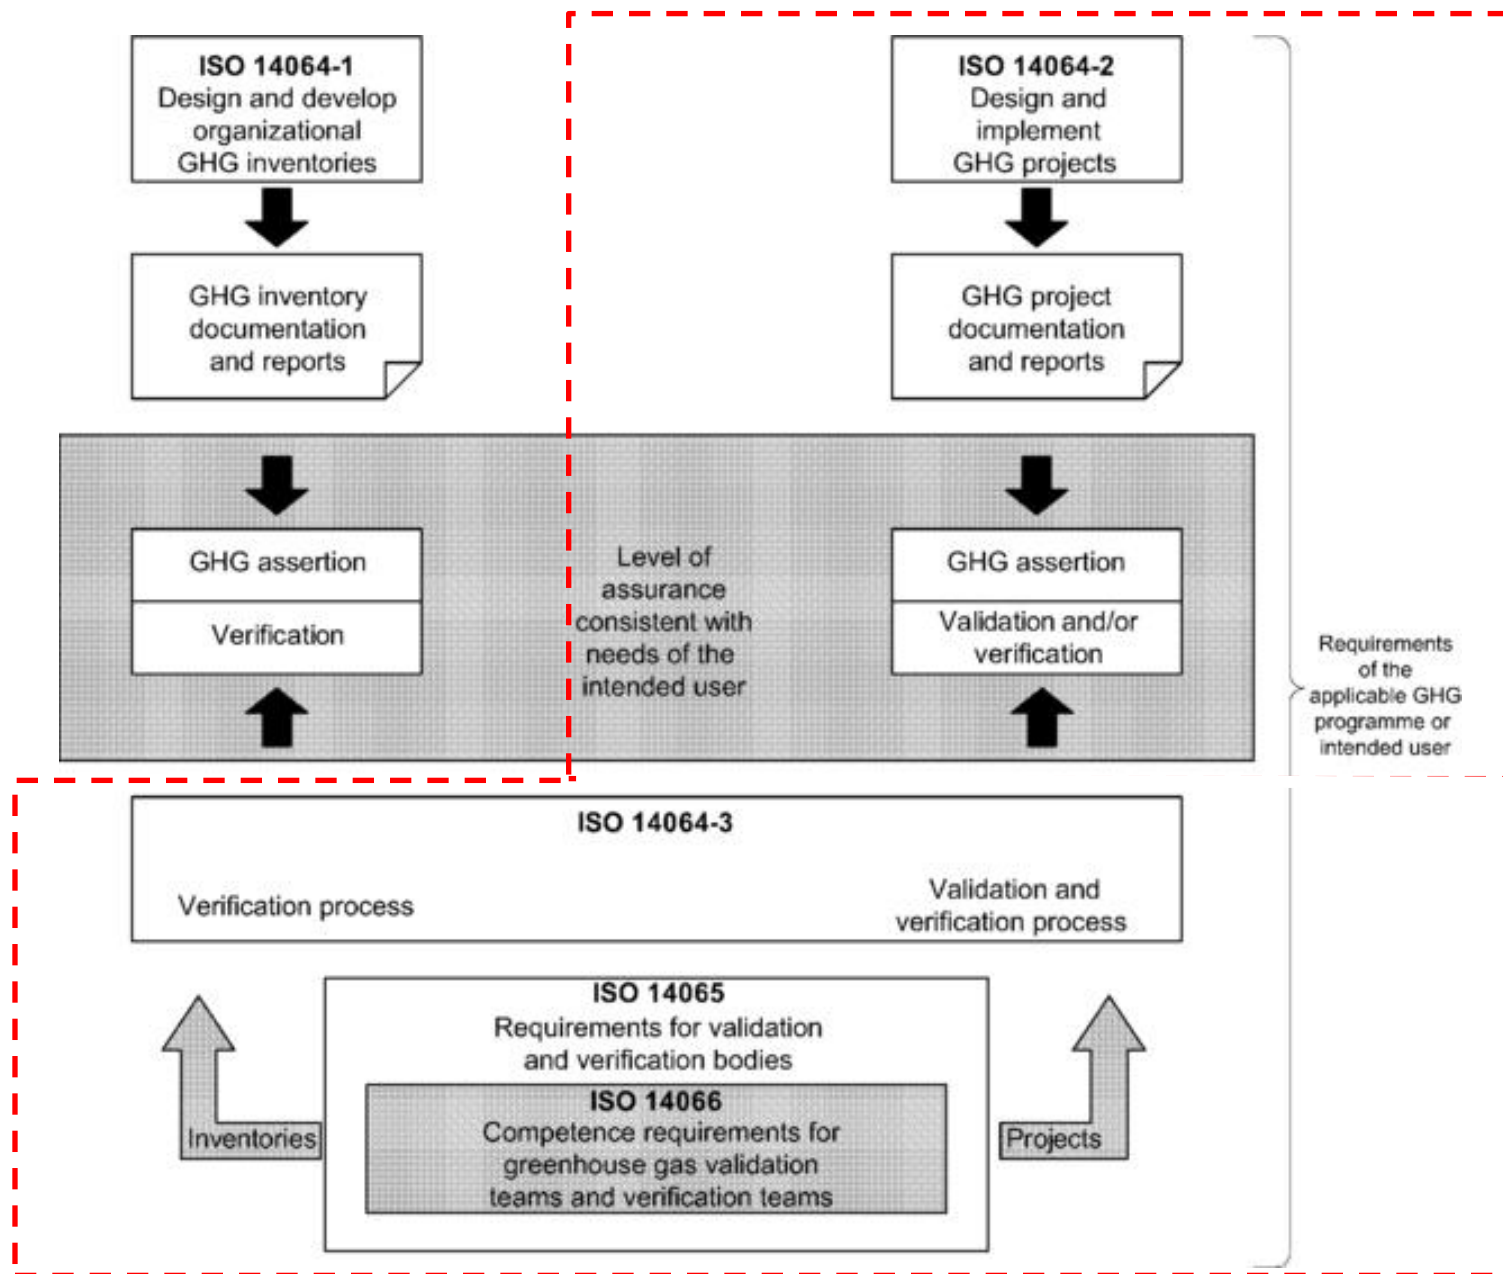 ISO 14064-1
Design and develop
organizational
GHG inventories
ISO 14064-2
Design and
implement
GHG projects
GHG inventory
documentation
and reports
GHG project
documentation
and reports
GHG assertion
Verification
Level of
assurance
consistent with
needs of the
intended user
GHG assertion
Validation and/or
verification
Requirements
of the
applicable GHG
programme or
intended user
ISO 14064-3
Verification process
Validation and
verification process
ISO 14065
Requirements for validation
and verification bodies
ISO 14066
Competence requirements for
greenhouse gas validation
teams and verification teams
Inventories
Projects